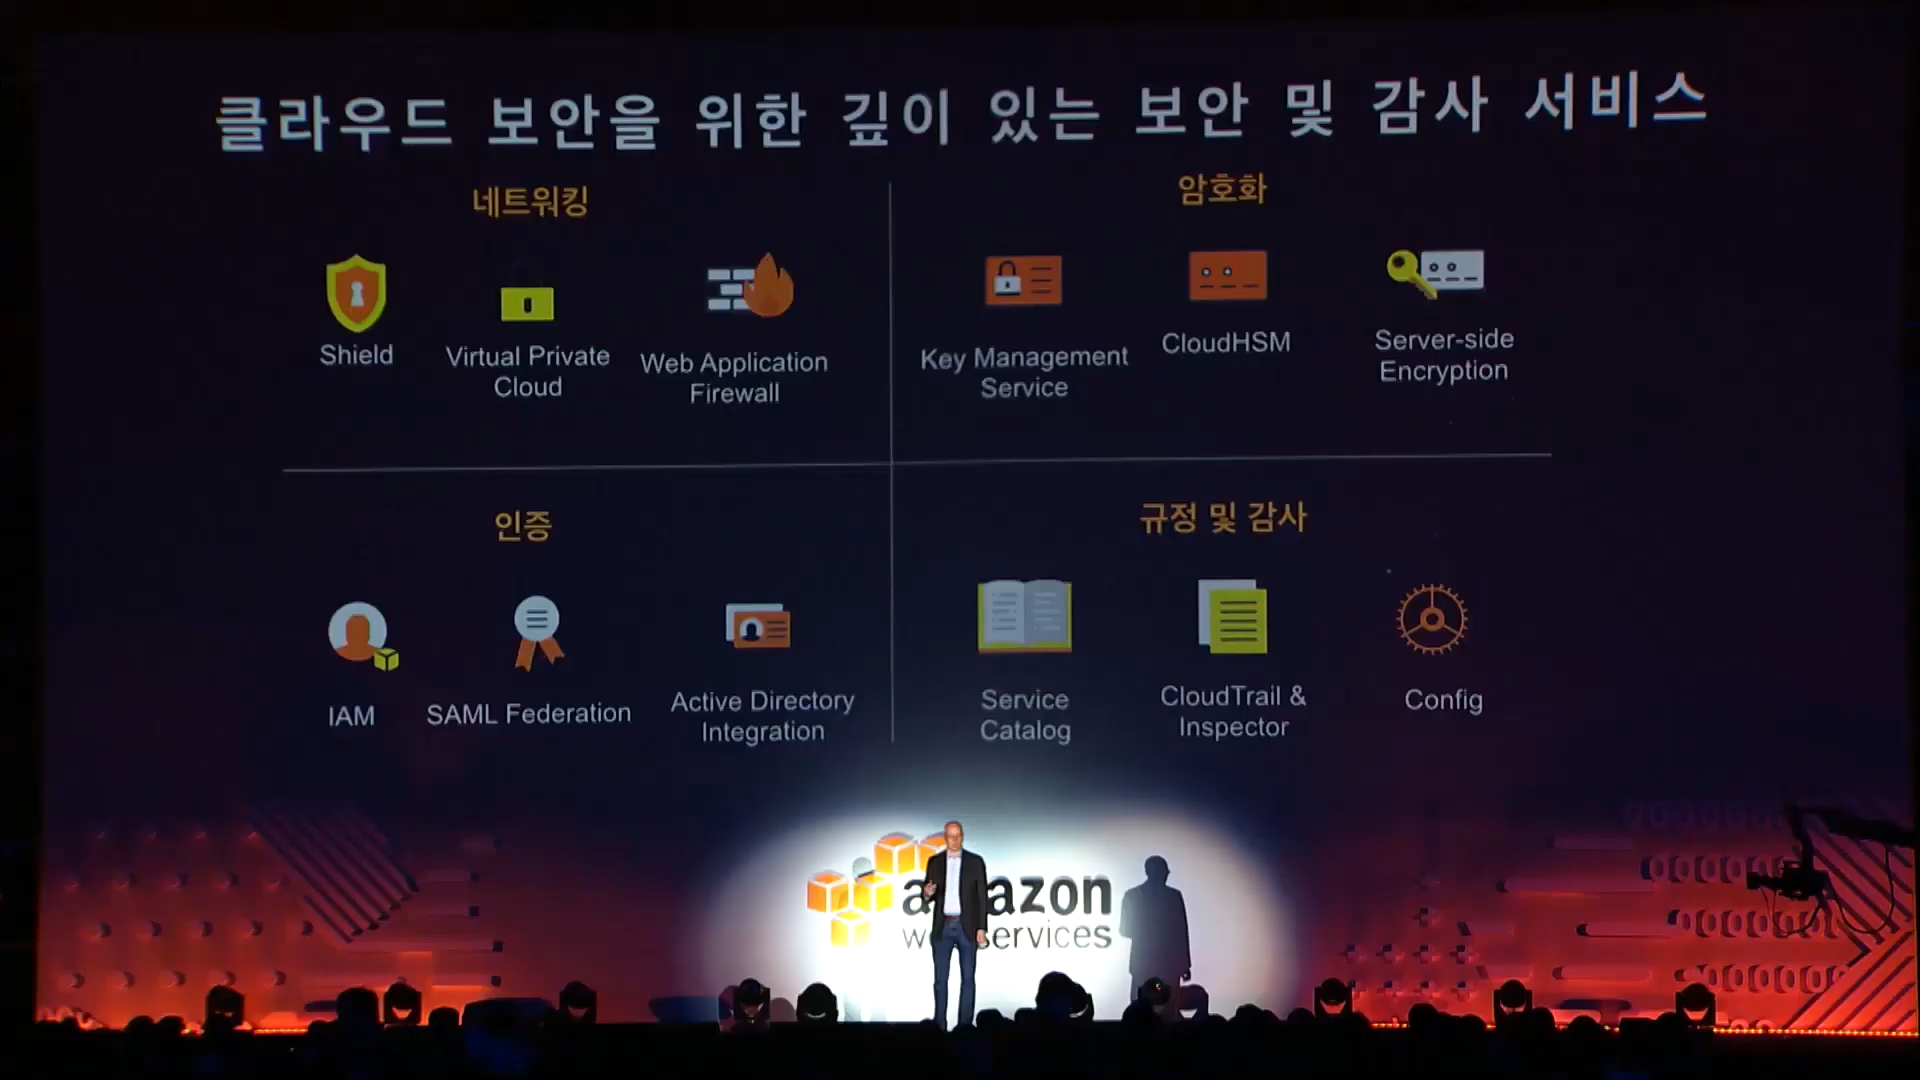 클라우드 보안을 위한 깊이 있는 보안 및 감사 서비스
네트워킹
Shield
Virtual Private
Cloud
Web Application
Firewall
암호화
Key Management
Service
CloudHSM
Server-side
Encryption
인증
IAM
SAML Federation
Active Directory
Integration
규정 및 감사
Service
Catalog
CloudTrail &
Inspector
Config
amazon
web services